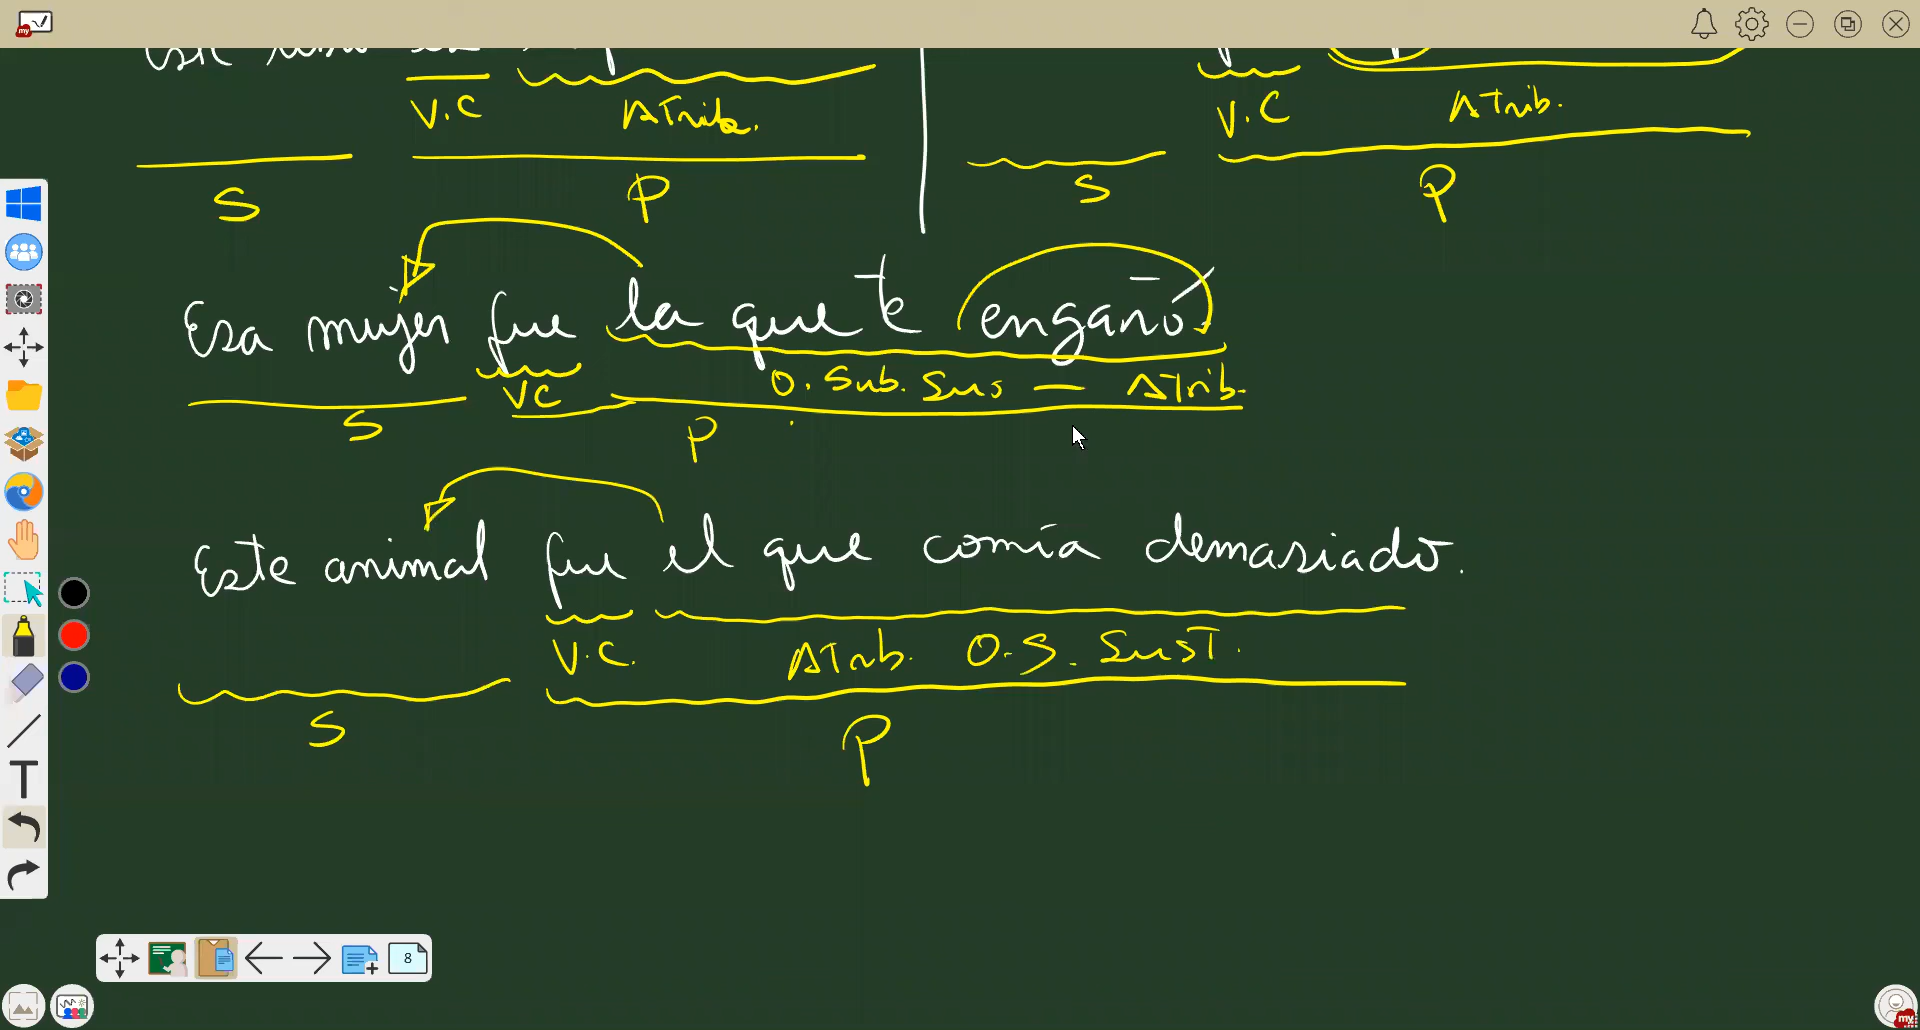 V.C Atrib. V.C Atrib.
S P S P
Esa mujer fue la que te engañó.
VC O. Sub. Sus — Atrib.
S P
Este animal fue el que comía demasiado.
V.C. Atrib. O.S. Sust.
S P
8